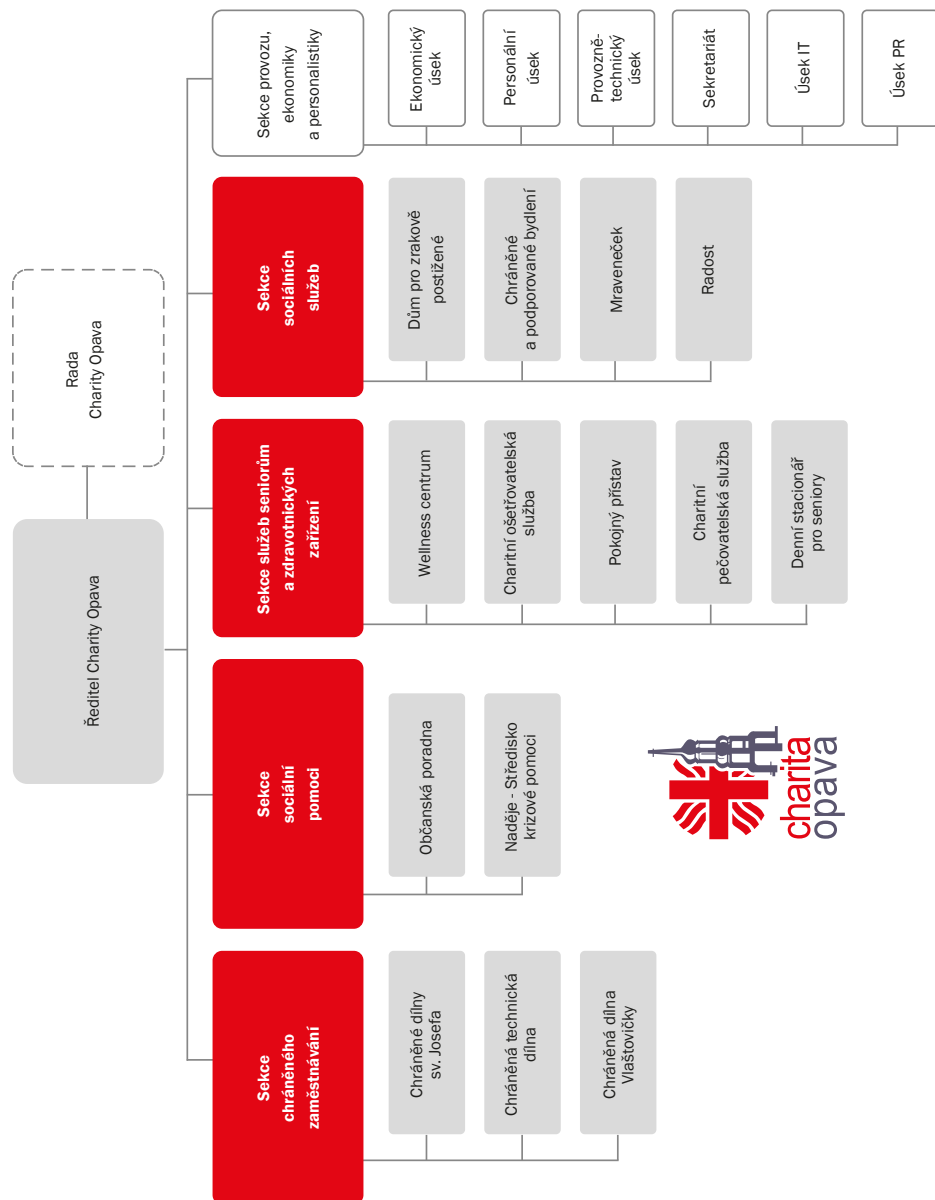 Ředitel Charity Opava
Rada
Charity Opava
Sekce
chráněného
zaměstnávání
Chráněné dílny
sv. Josefa
Chráněná technická
dílna
Chráněná dílna
Vlaštovičky
Sekce
sociální
pomoci
Občanská poradna
Naděje - Středisko
krizové pomoci
Sekce služeb seniorům
a zdravotnických
zařízení
Wellness centrum
Charitní ošetřovatelská
služba
Pokojný přístav
Charitní
pečovatelská služba
Denní stacionář
pro seniory
Sekce
sociálních
služeb
Dům pro zrakově
postižené
Chráněné
a podporované bydlení
Mraveneček
Radost
Sekce provozu,
ekonomiky
a personalistiky
Ekonomický
úsek
Personální
úsek
Provozně-
technický
úsek
Sekretariát
Úsek IT
Úsek PR
charita
opava